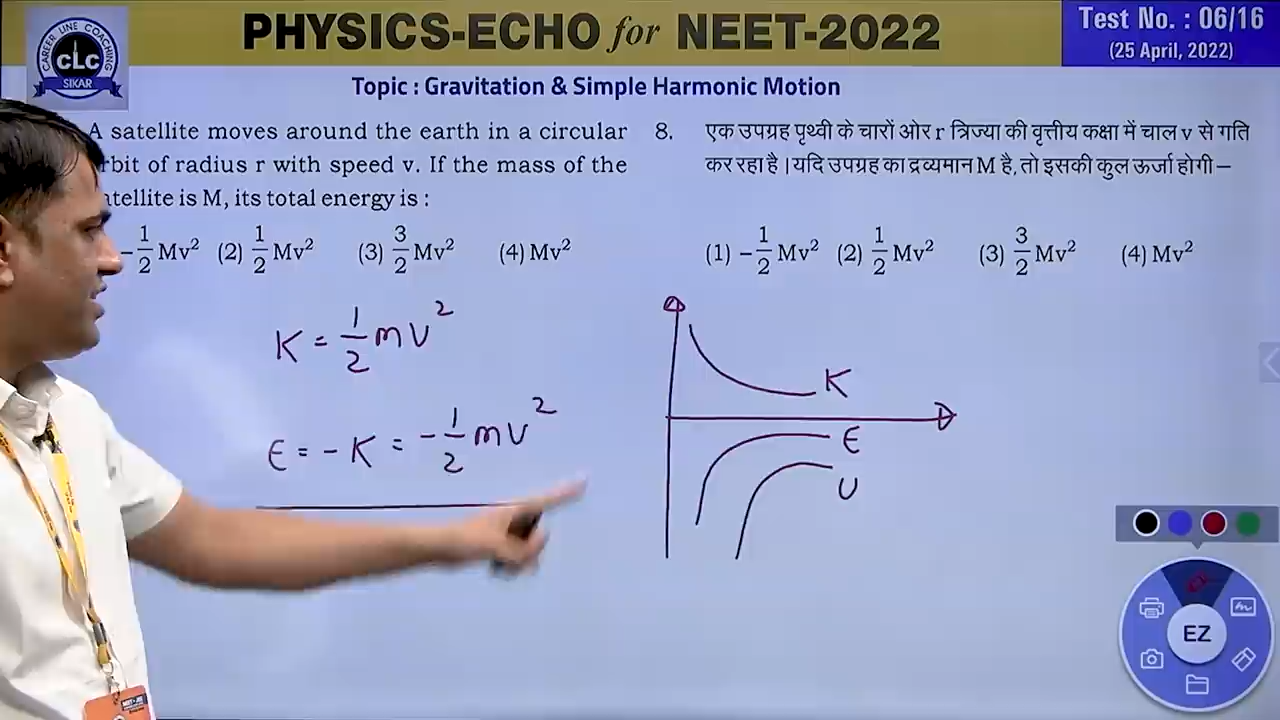 PHYSICS-ECHO for NEET-2022
Test No. : 06/16
(25 April, 2022)
CAREER LINE COACHING
CLC
SIKAR
Topic : Gravitation & Simple Harmonic Motion
A satellite moves around the earth in a circular
rbit of radius r with speed v. If the mass of the
tellite is M, its total energy is :
-1/2 Mv² (2) 1/2 Mv² (3) 3/2 Mv² (4) Mv²
8. एक उपग्रह पृथ्वी के चारों ओर r त्रिज्या की वृत्तीय कक्षा में चाल v से गति
कर रहा है। यदि उपग्रह का द्रव्यमान M है, तो इसकी कुल ऊर्जा होगी–
(1) -1/2 Mv² (2) 1/2 Mv² (3) 3/2 Mv² (4) Mv²
K = 1/2 mv²
E = -K = -1/2 mv²
K
E
U
EZ